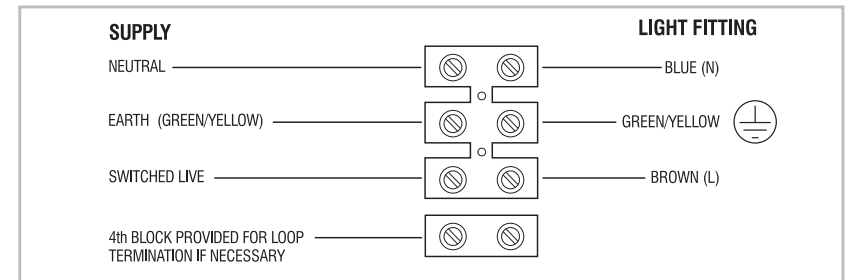 SUPPLY
LIGHT FITTING
NEUTRAL
BLUE (N)
EARTH (GREEN/YELLOW)
GREEN/YELLOW
SWITCHED LIVE
BROWN (L)
4th BLOCK PROVIDED FOR LOOP
TERMINATION IF NECESSARY